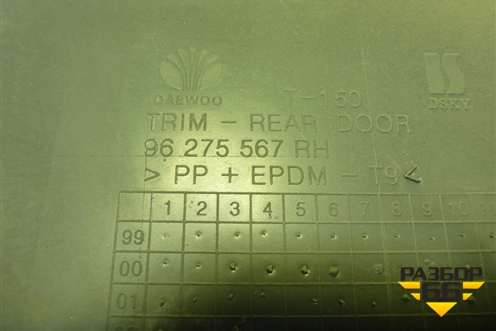 DAEWOO
T-150
DSKY
TRIM - REAR DOOR
96 275 567 RH
> PP + EPDM - T9 <
1 2 3 4 5 6 7 8 9 10
99
00
01
РАЗБОР
66